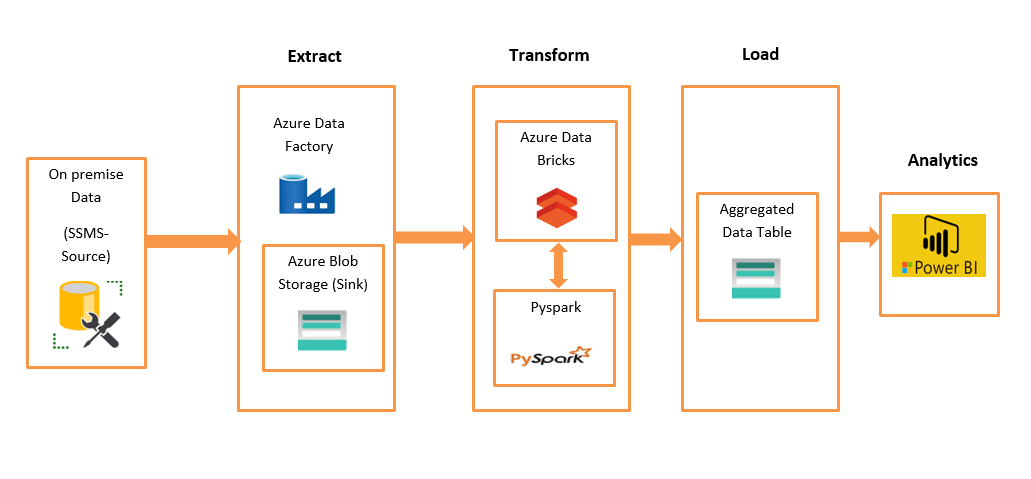 Extract
Transform
Load
Analytics
On premise
Data
(SSMS-
Source)
Azure Data
Factory
Azure Blob
Storage (Sink)
Azure Data
Bricks
Pyspark
PySpark
Aggregated
Data Table
Power BI